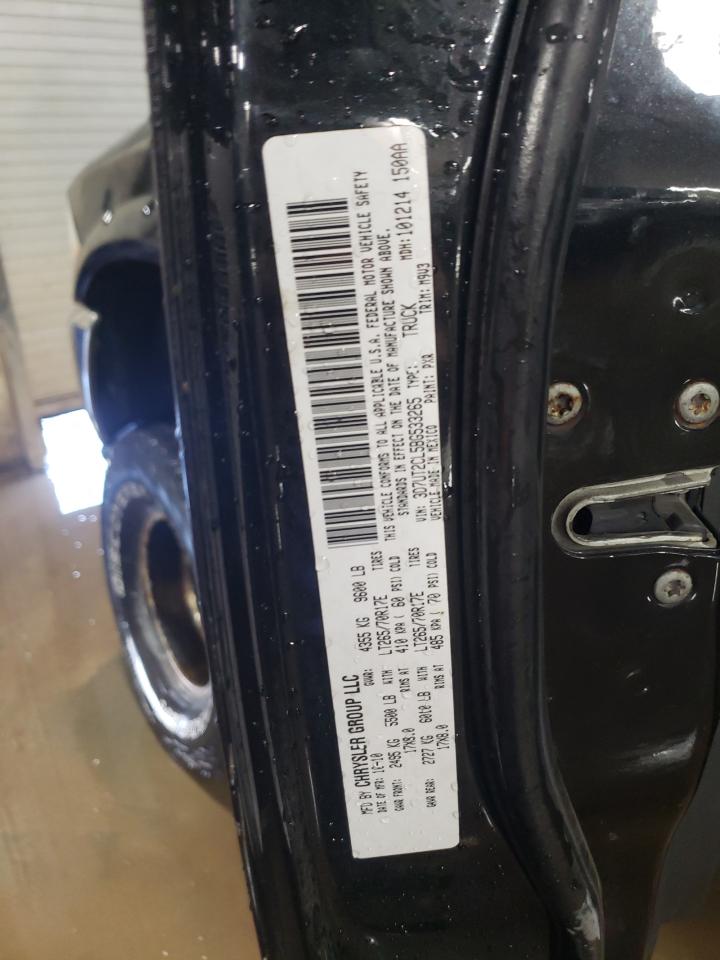 MFD BY CHRYSLER GROUP LLC
DATE OF MFR: 10-10 GVWR: 4355 KG 9600 LB
GAWR FRONT: 2495 KG 5500 LB WITH LT265/70R17E TIRES
17X8.0 RIMS AT 410 KPA ( 60 PSI) COLD
GAWR REAR: 2727 KG 6010 LB WITH LT265/70R17E TIRES
17X8.0 RIMS AT 485 KPA ( 70 PSI) COLD
THIS VEHICLE CONFORMS TO ALL APPLICABLE U.S.A. FEDERAL MOTOR VEHICLE SAFETY
STANDARDS IN EFFECT ON THE DATE OF MANUFACTURE SHOWN ABOVE.
VIN: 3D7UT2CL5BG533265 TYPE: TRUCK MDH: 101214 150AA
VEHICLE MADE IN MEXICO PAINT: PXR TRIM: M9V3